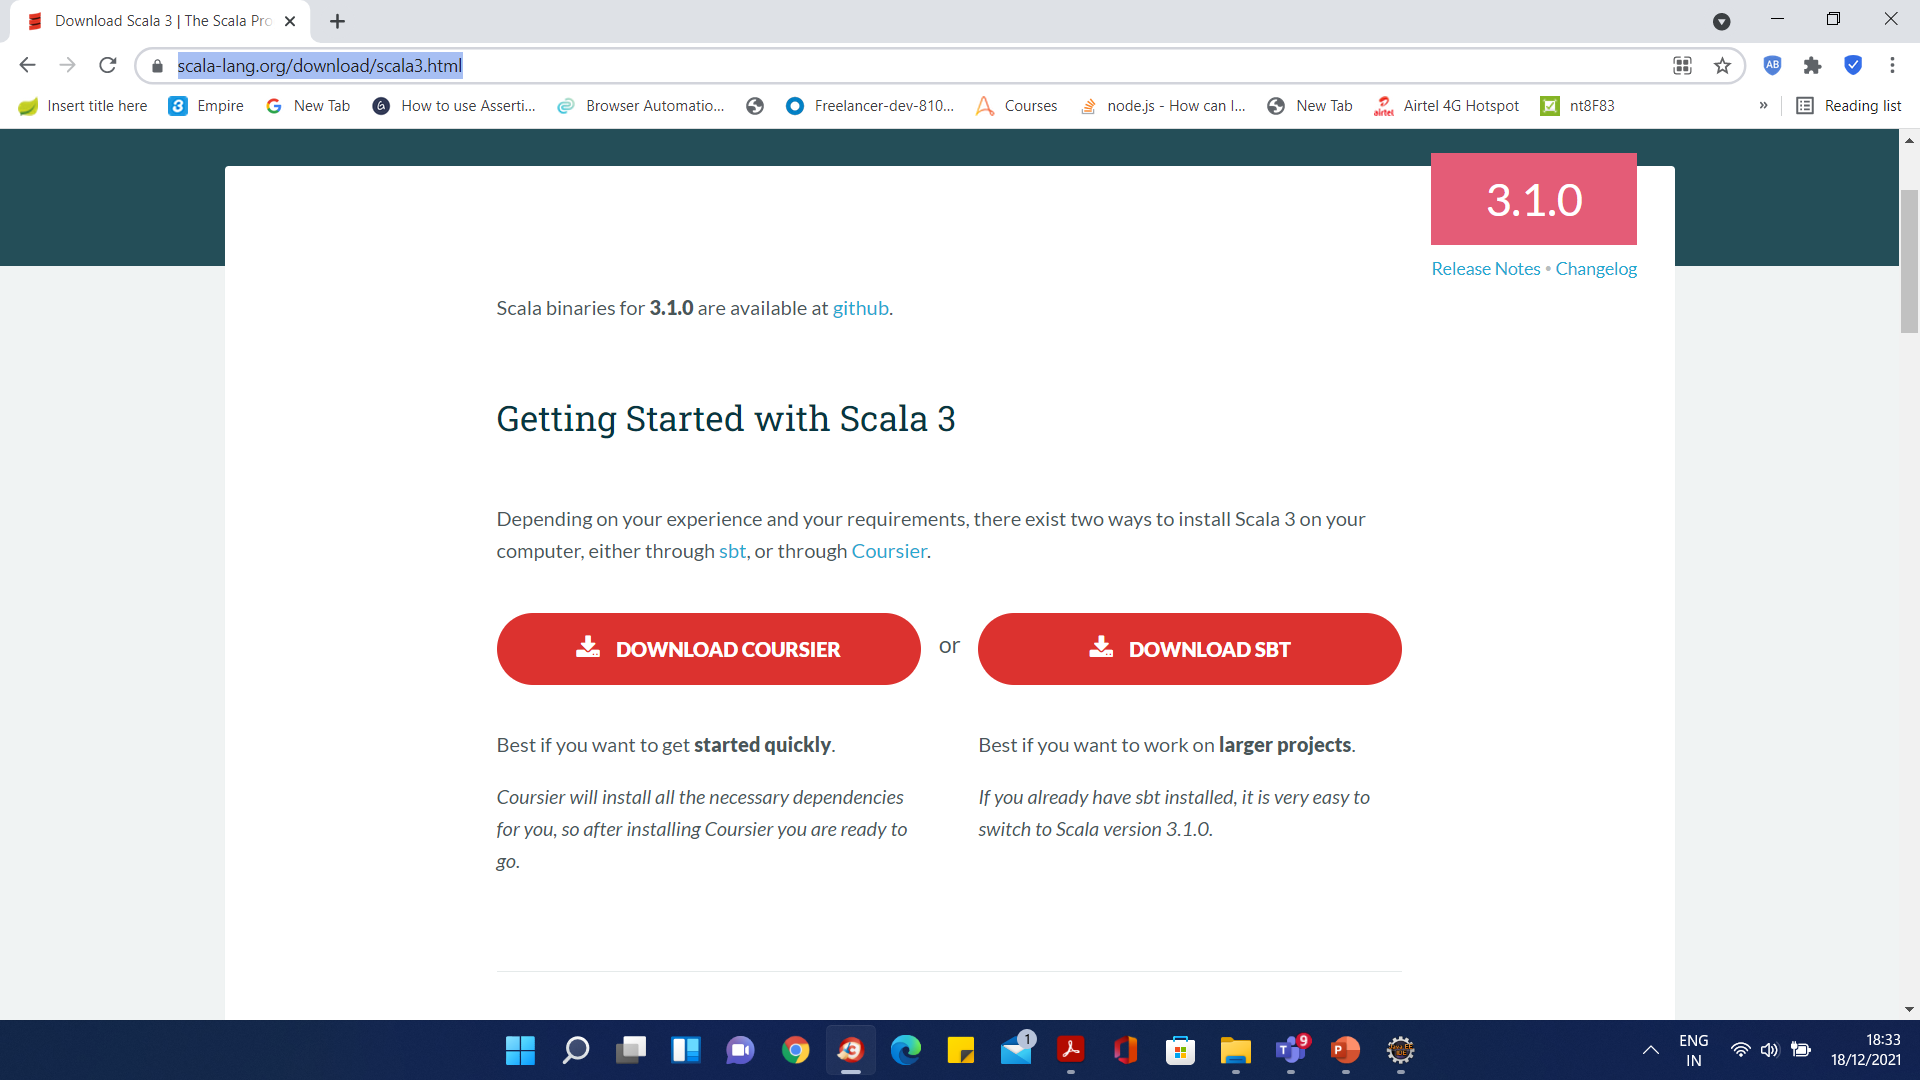 Download Scala 3 | The Scala Pro
scala-lang.org/download/scala3.html
AB
Insert title here
Empire
New Tab
How to use Asserti...
Browser Automatio...
Freelancer-dev-810...
Courses
node.js - How can I...
New Tab
airtel
Airtel 4G Hotspot
nt8F83
»
Reading list
3.1.0
Release Notes • Changelog
Scala binaries for 3.1.0 are available at github.
Getting Started with Scala 3
Depending on your experience and your requirements, there exist two ways to install Scala 3 on your
computer, either through sbt, or through Coursier.
DOWNLOAD COURSIER
or
DOWNLOAD SBT
Best if you want to get started quickly.
Coursier will install all the necessary dependencies
for you, so after installing Coursier you are ready to
go.
Best if you want to work on larger projects.
If you already have sbt installed, it is very easy to
switch to Scala version 3.1.0.
1
9
ENG
IN
18:33
18/12/2021